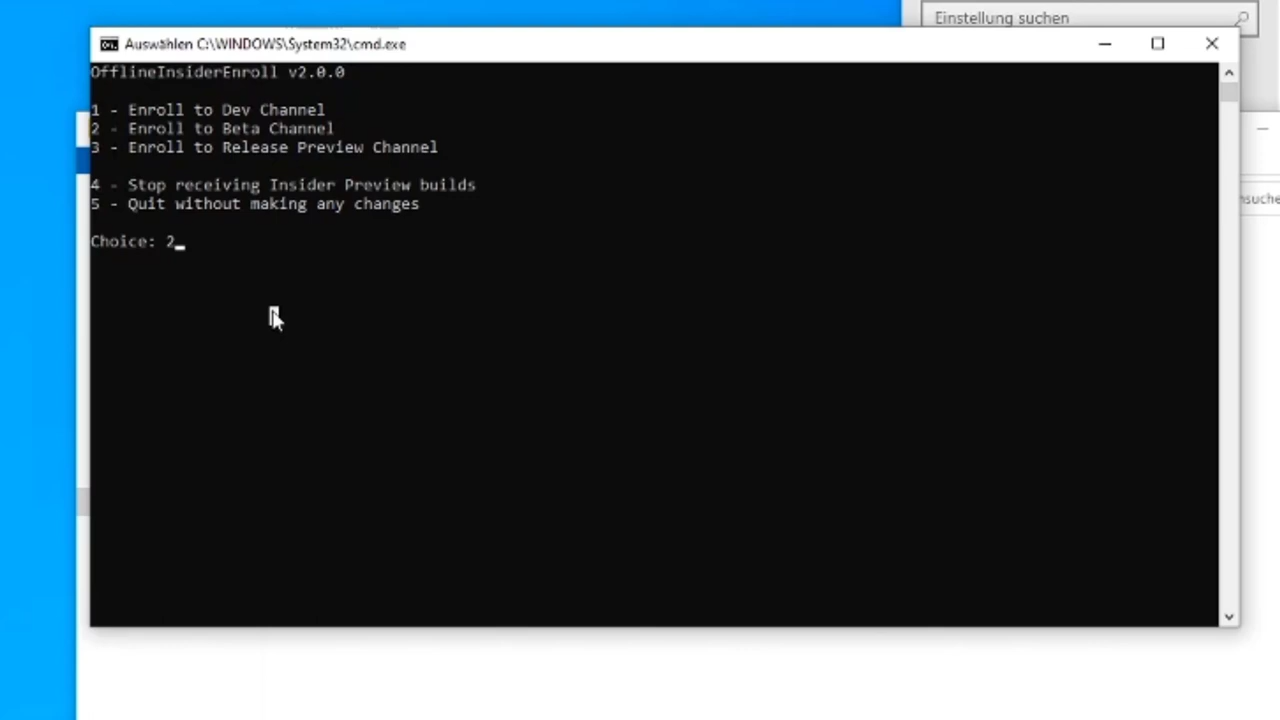 Einstellung suchen
Auswählen C:\WINDOWS\System32\cmd.exe
OfflineInsiderEnroll v2.0.0
1 - Enroll to Dev Channel
2 - Enroll to Beta Channel
3 - Enroll to Release Preview Channel
4 - Stop receiving Insider Preview builds
5 - Quit without making any changes
Choice: 2